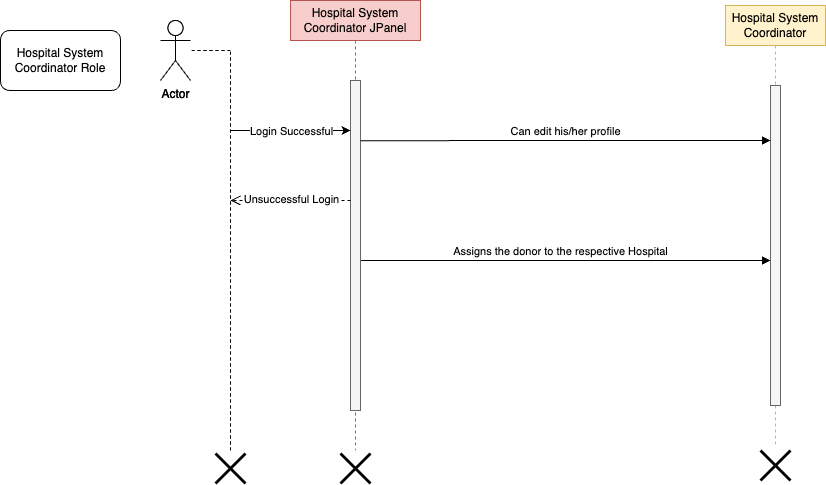 Hospital System
Coordinator Role
Actor
Hospital System
Coordinator JPanel
Hospital System
Coordinator
Login Successful
Can edit his/her profile
Unsuccessful Login
Assigns the donor to the respective Hospital